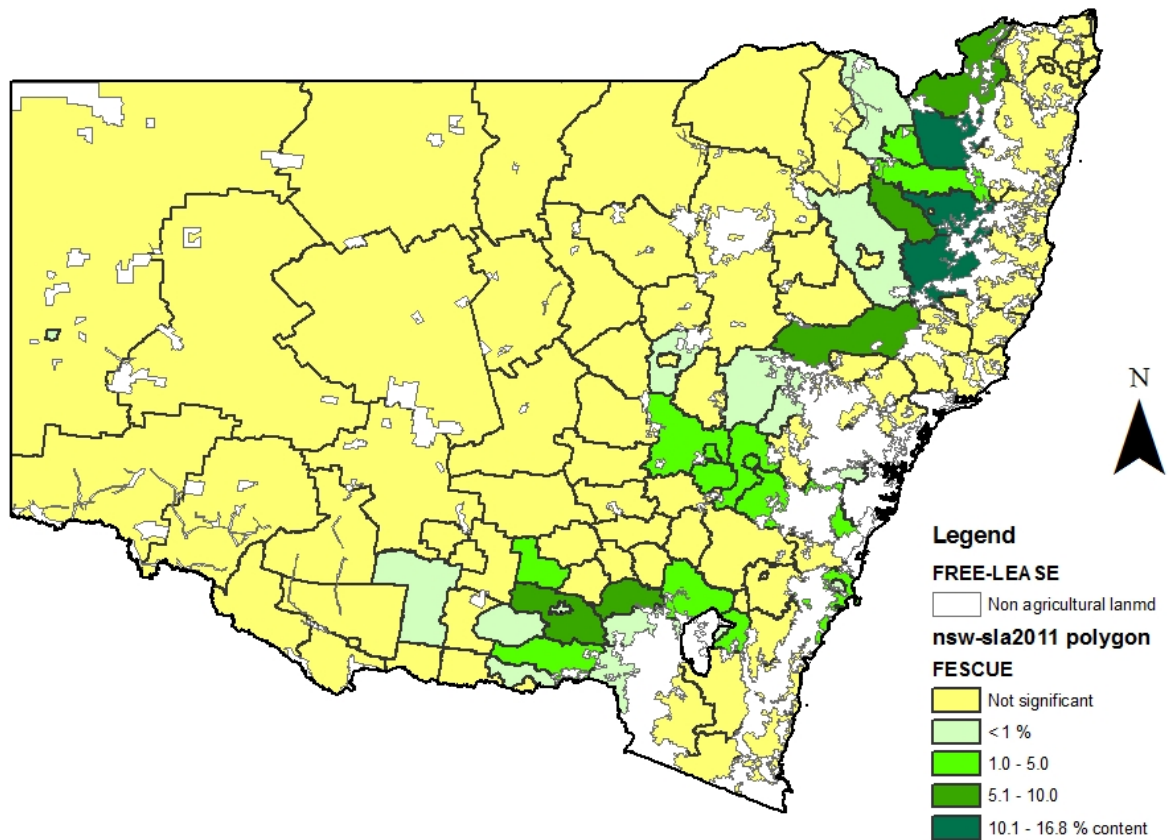 N
Legend
FREE-LEASE
Non agricultural lanmd
nsw-sla2011 polygon
FESCUE
Not significant
< 1 %
1.0 - 5.0
5.1 - 10.0
10.1 - 16.8 % content